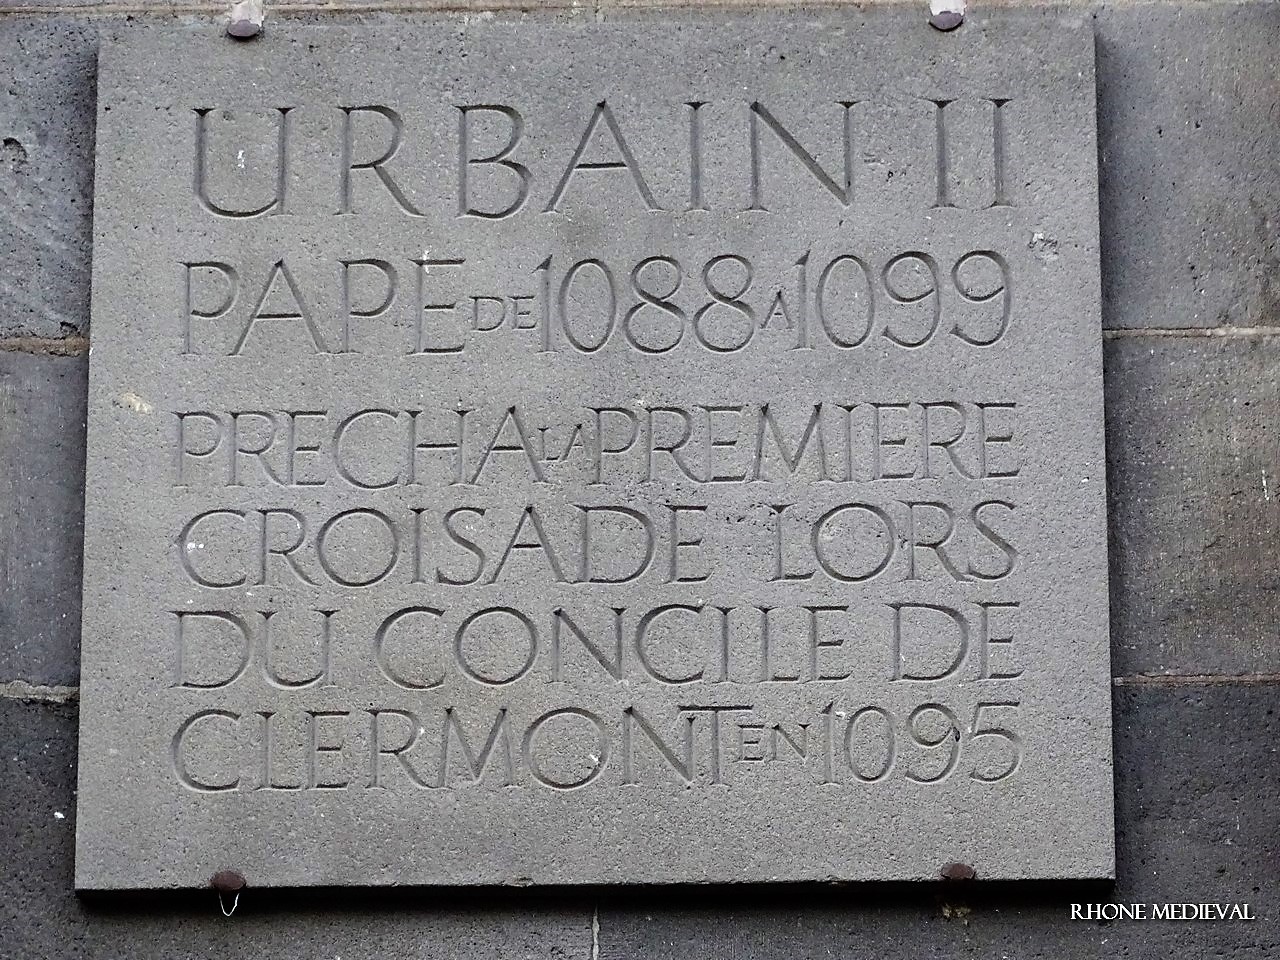 URBAIN II
PAPE DE 1088 A 1099
PRECHA LA PREMIERE
CROISADE LORS
DU CONCILE DE
CLERMONT EN 1095
RHONE MEDIEVAL